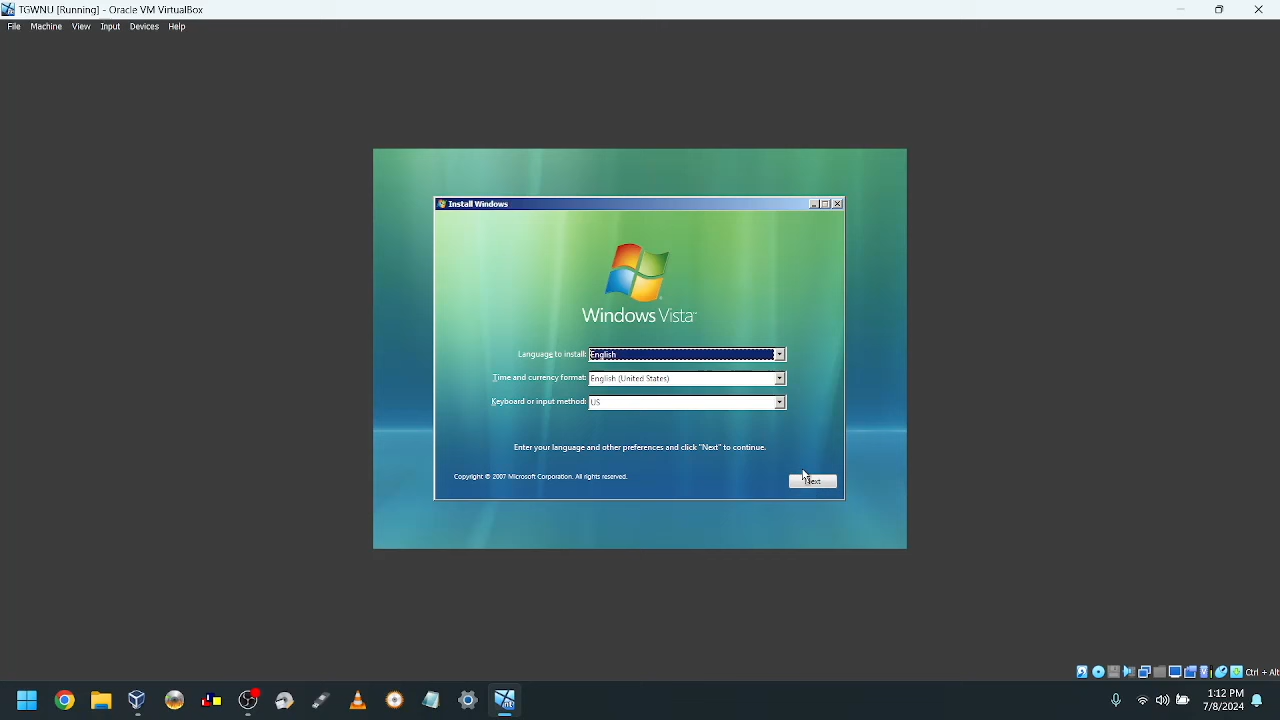 TGWNU [Running] - Oracle VM VirtualBox
File Machine View Input Devices Help
Install Windows
Windows Vista™
Language to install: English
Time and currency format: English (United States)
Keyboard or input method: US
Enter your language and other preferences and click "Next" to continue.
Copyright © 2007 Microsoft Corporation. All rights reserved.
Next
Ctrl + Alt
1:12 PM
7/8/2024